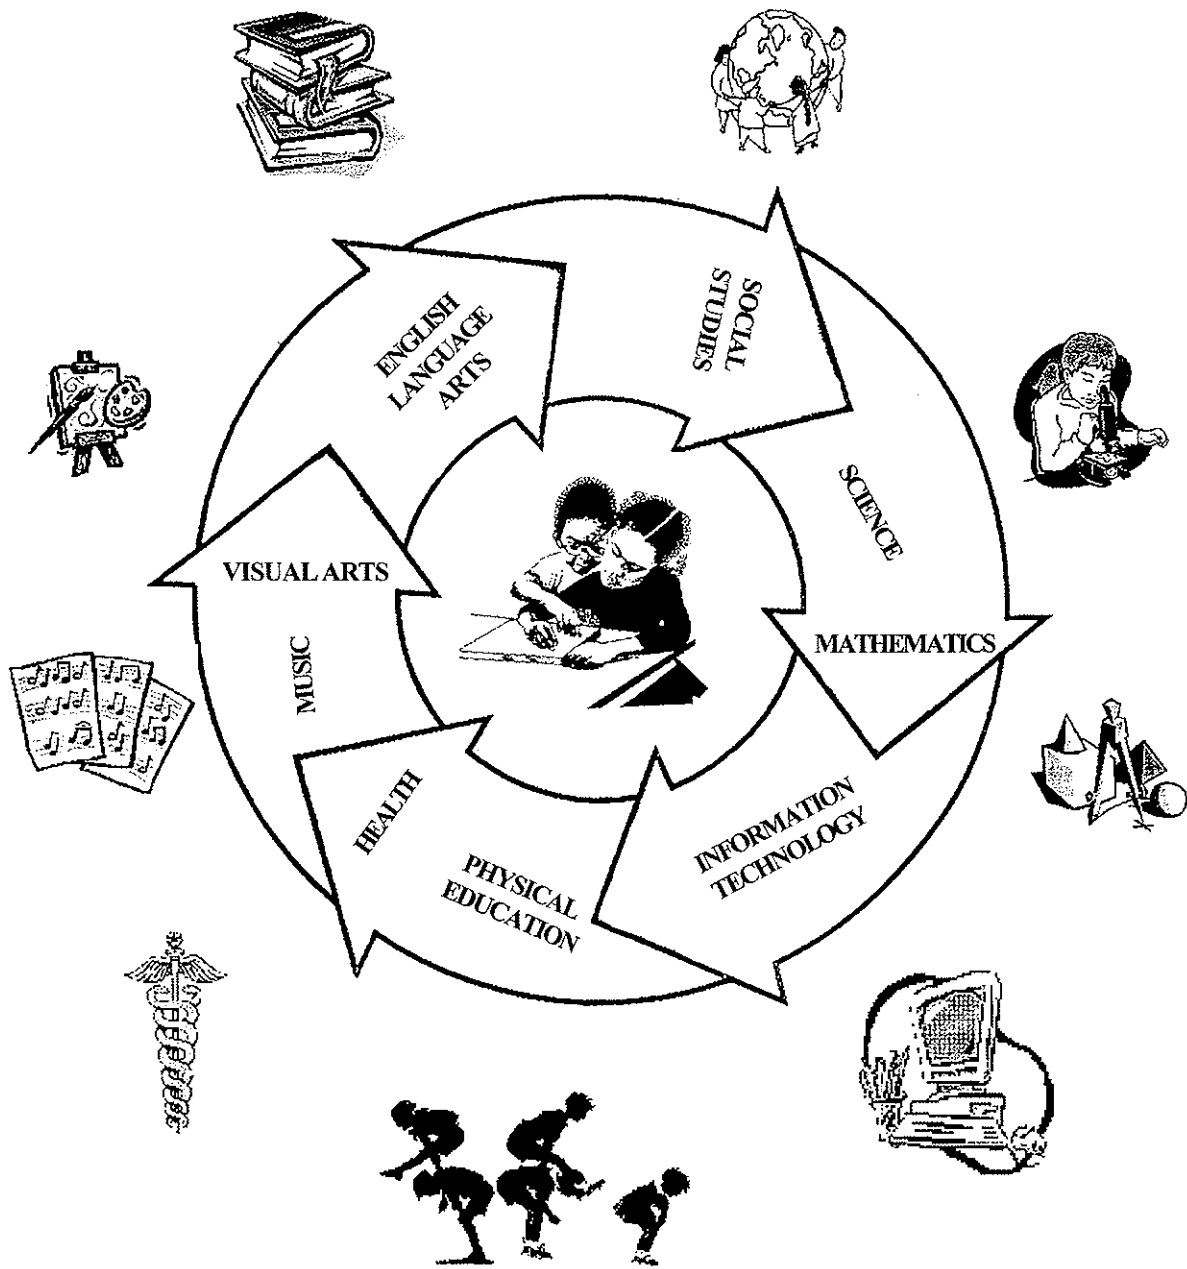 ENGLISH
LANGUAGE
ARTS
SOCIAL
STUDIES
SCIENCE
MATHEMATICS
INFORMATION
TECHNOLOGY
PHYSICAL
EDUCATION
HEALTH
MUSIC
VISUAL ARTS